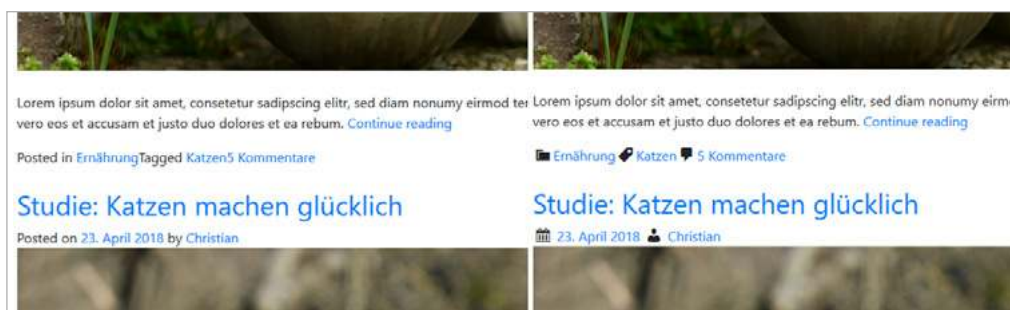 Lorem ipsum dolor sit amet, consetetur sadipscing elitr, sed diam nonumy eirmod
vero eos et accusam et justo duo dolores et ea rebum. Continue reading
Posted in ErnährungTagged Katzen5 Kommentare
Studie: Katzen machen glücklich
Posted on 23. April 2018 by Christian
Lorem ipsum dolor sit amet, consetetur sadipscing elitr, sed diam nonumy
vero eos et accusam et justo duo dolores et ea rebum. Continue reading
Ernährung Katzen 5 Kommentare
Studie: Katzen machen glücklich
23. April 2018 Christian